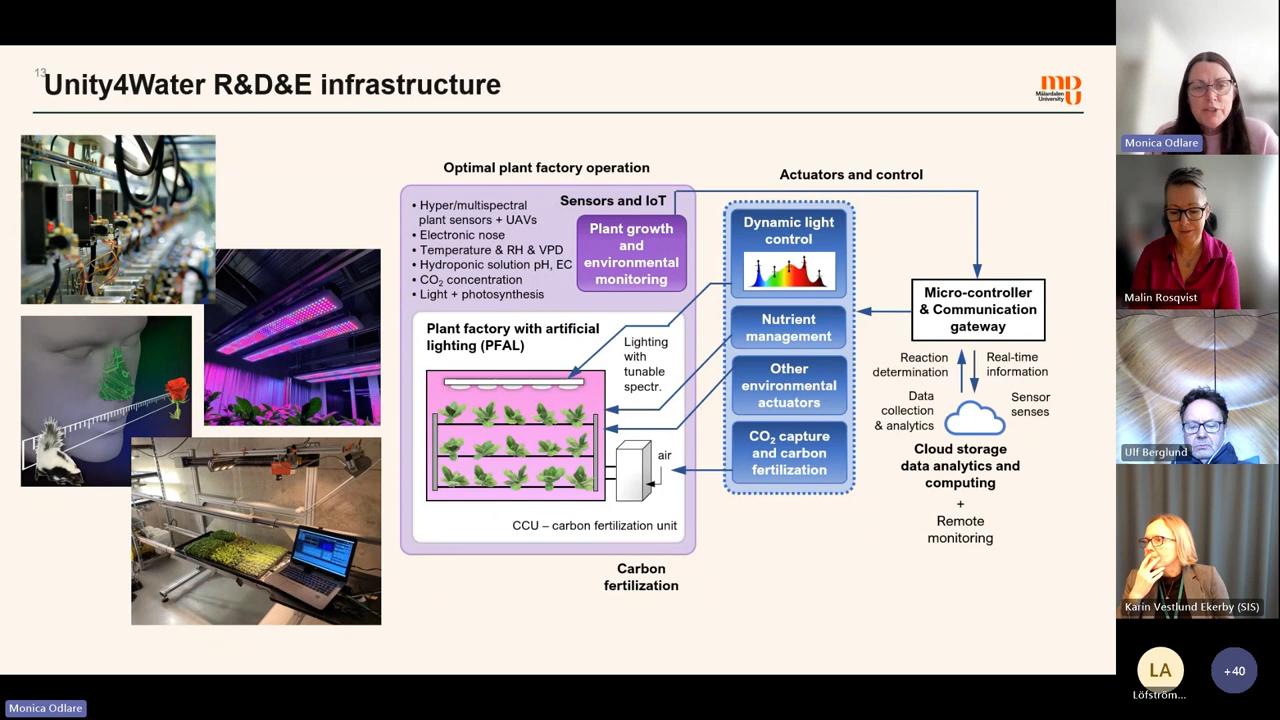 13
Unity4Water R&D&E infrastructure
Mälardalen
University
Optimal plant factory operation
• Hyper/multispectral
plant sensors + UAVs
• Electronic nose
• Temperature & RH & VPD
• Hydroponic solution pH, EC
• CO₂ concentration
• Light + photosynthesis
Sensors and IoT
Plant growth
and
environmental
monitoring
Plant factory with artificial
lighting (PFAL)
Lighting
with
tunable
spectr.
air
CCU – carbon fertilization unit
Carbon
fertilization
Actuators and control
Dynamic light
control
Nutrient
management
Other
environmental
actuators
CO₂ capture
and carbon
fertilization
Micro-controller
& Communication
gateway
Reaction
determination
Real-time
information
Data
collection
& analytics
Sensor
senses
Cloud storage
data analytics and
computing
+
Remote
monitoring
Monica Odlare
Malin Rosqvist
Ulf Berglund
Karin Vestlund Ekerby (SIS)
LA
Löfström...
+40
Monica Odlare